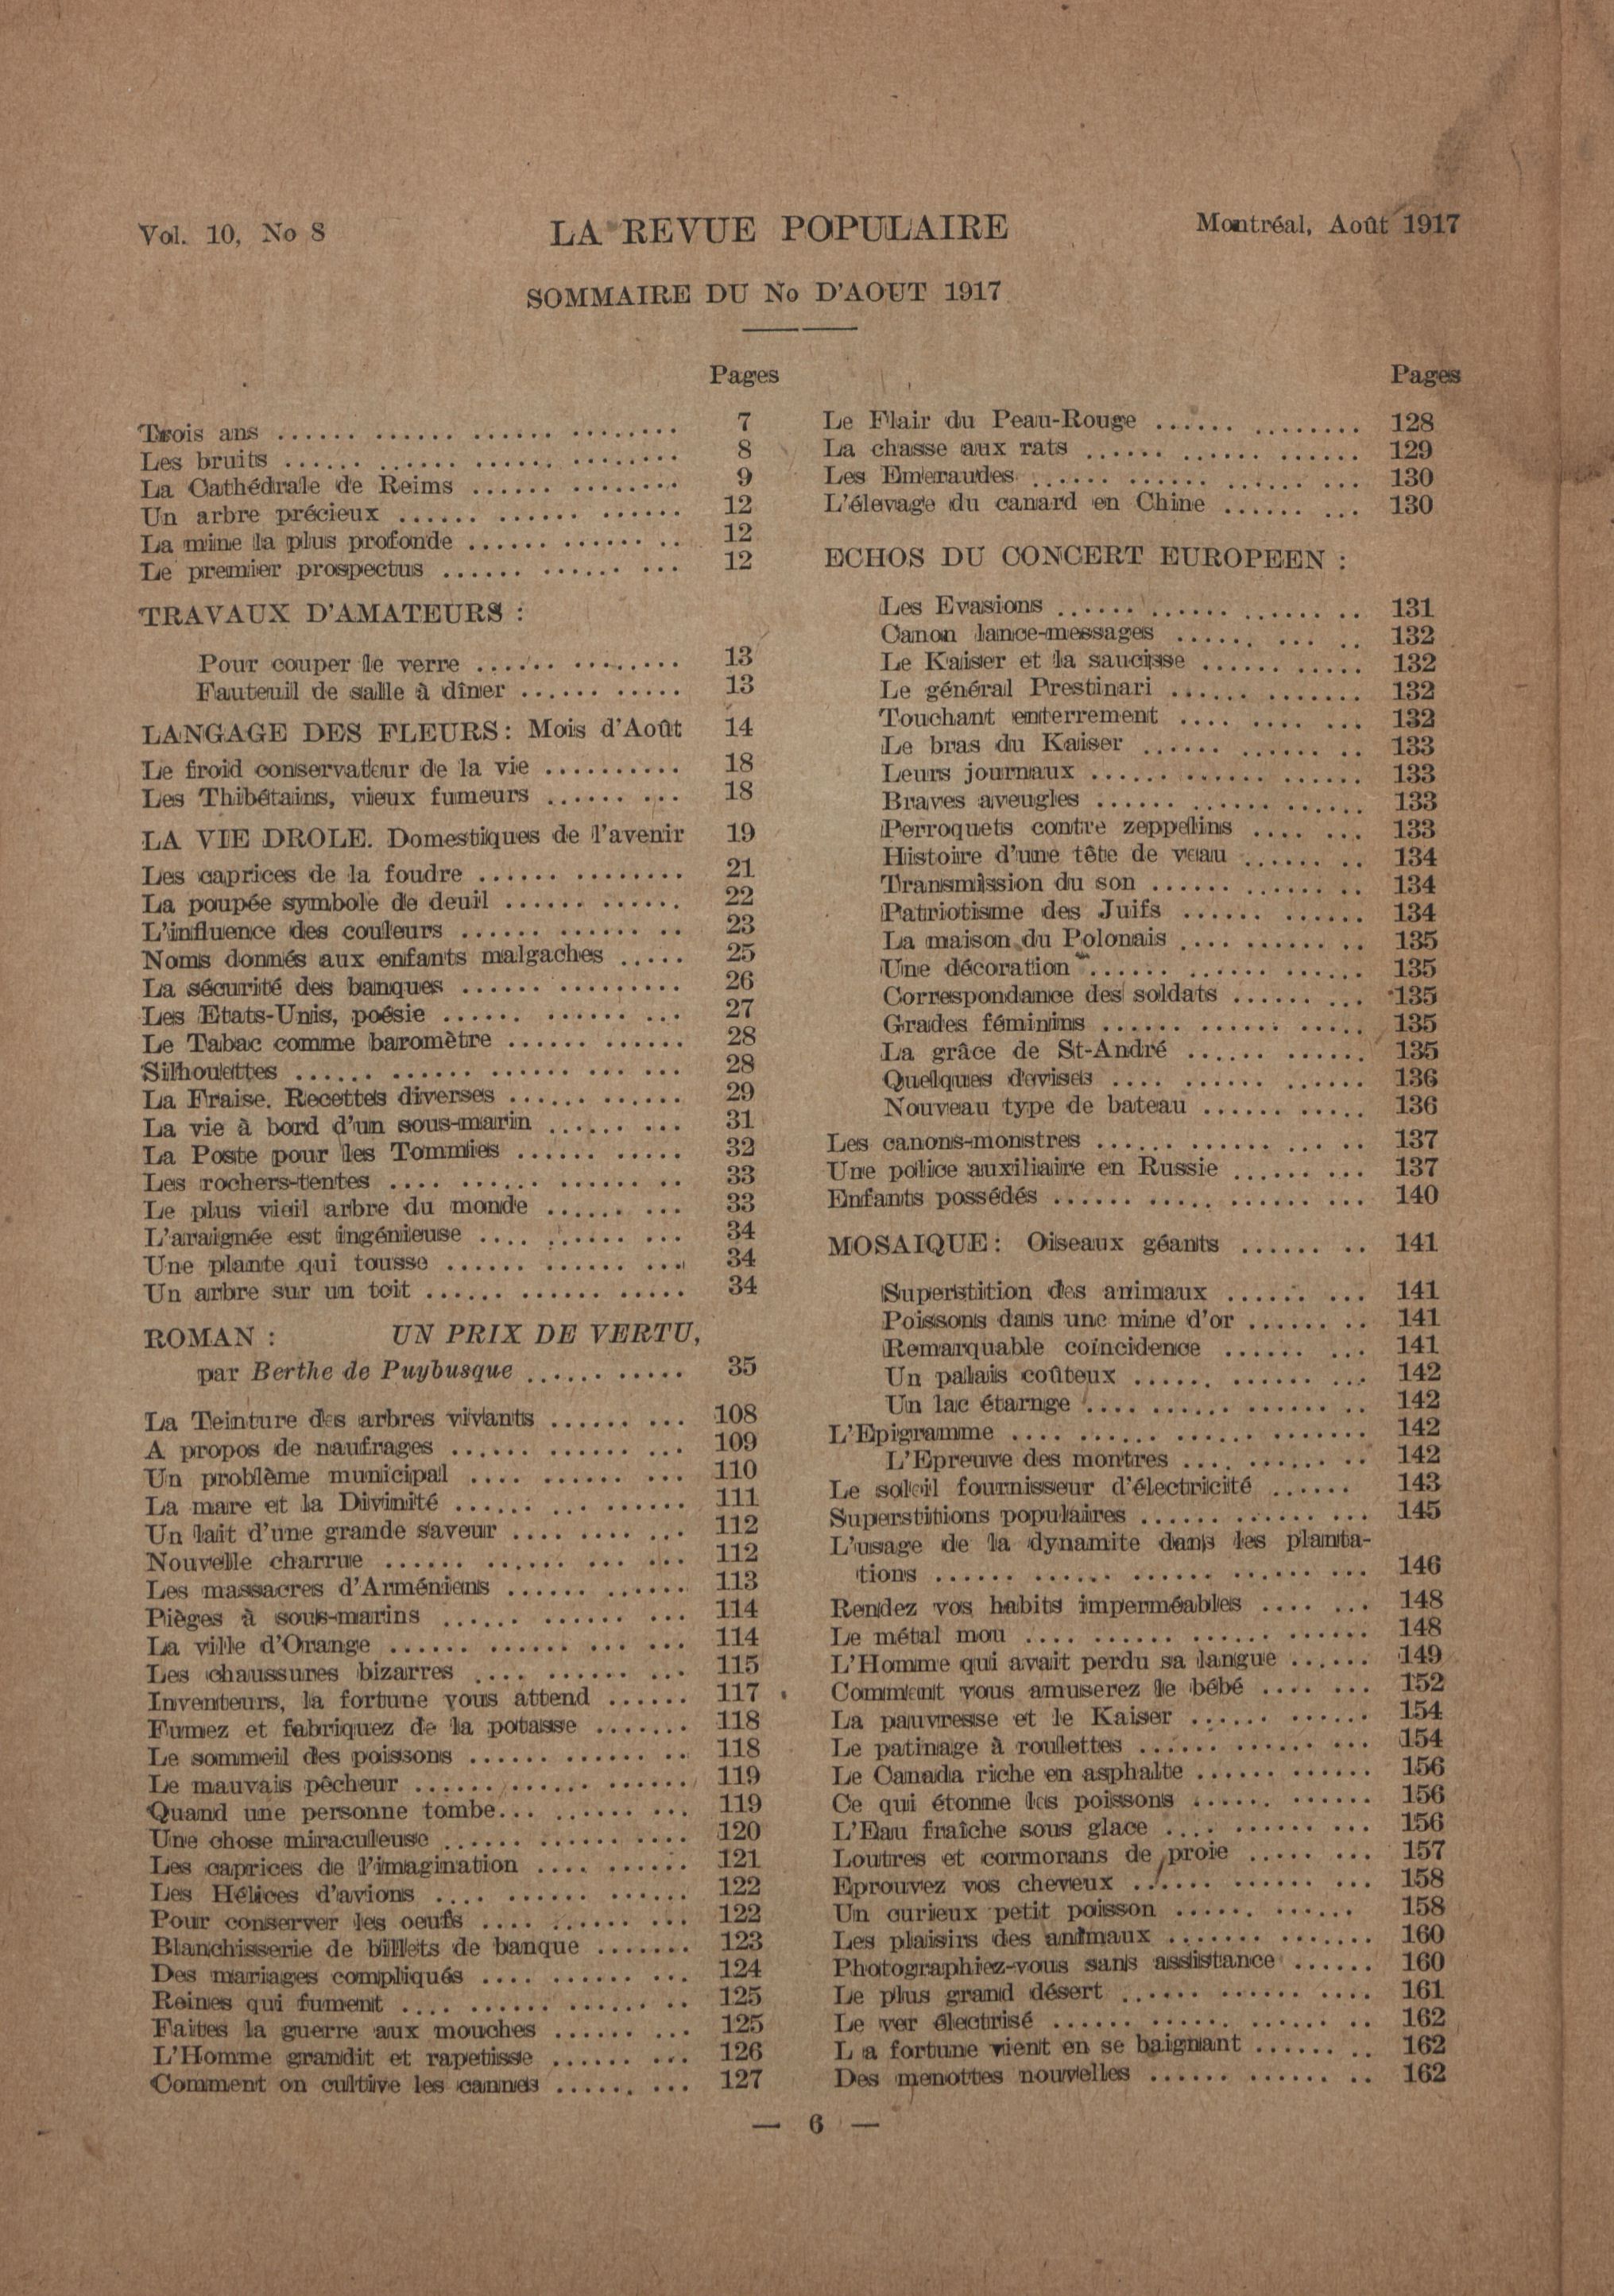 Vol. 10, No 8
LA REVUE POPULAIRE
Montréal, Août 1917
SOMMAIRE DU No D'AOUT 1917
Pages
Trois ans ...... ...... ...... ........ 7
Les bruits ...... ...... ...... ........ 8
La Cathédrale de Reims ...... ........ 9
Un arbre précieux ...... ...... ...... 12
La mine la plus profonde ...... ...... .. 12
Le premier prospectus ...... ...... ... 12
TRAVAUX D'AMATEURS :
Pour couper le verre ...... ........ 13
Fauteuil de salle à dîner ...... ..... 13
LANGAGE DES FLEURS: Mois d'Août 14
Le froid conservateur de la vie .......... 18
Les Thibétains, vieux fumeurs ...... ... 18
LA VIE DROLE. Domestiques de l'avenir 19
Les caprices de la foudre ...... ........ 21
La poupée symbole de deuil ...... ...... 22
L'influence des couleurs ...... ...... .. 23
Noms donnés aux enfants malgaches ..... 25
La sécurité des banques ...... ......... 26
Les Etats-Unis, poésie ...... ...... ... 27
Le Tabac comme baromètre ...... ...... 28
Silhouettes ...... ...... ...... ... ... 28
La Fraise. Recettes diverses ...... ...... 29
La vie à bord d'un sous-marin ...... ... 31
La Poste pour les Tommies ...... ..... 32
Les rochers-tentes .... ...... ...... .. 33
Le plus vieil arbre du monde ...... ... 33
L'araignée est ingénieuse .... ...... ... 34
Une plante qui tousse ...... ...... .... 34
Un arbre sur un toit ...... ...... ..... 34
ROMAN : UN PRIX DE VERTU,
par Berthe de Puybusque ...... ..... 35
La Teinture des arbres vivants ...... ... 108
A propos de naufrages ...... ...... ... 109
Un problème municipal .... ...... ... 110
La mare et la Divinité ...... ... ...... 111
Un lait d'une grande saveur .... .... ... 112
Nouvelle charrue ...... ...... ... ... 112
Les massacres d'Arméniens ...... ...... 113
Pièges à sous-marins ...... ...... ... 114
La ville d'Orange ...... ...... ... ... 114
Les chaussures bizarres .... ...... ... 115
Inventeurs, la fortune vous attend ...... 117
Fumez et fabriquez de la potasse ....... 118
Le sommeil des poissons ...... ...... .. 118
Le mauvais pêcheur ...... ...... ...... 119
Quand une personne tombe... ...... ... 119
Une chose miraculeuse ...... ...... .... 120
Les caprices de l'imagination .... ...... 121
Les Hélices d'avions .... ...... ...... 122
Pour conserver les oeufs .... ...... ... 122
Blanchisserie de billets de banque ....... 123
Des mariages compliqués .... ...... ... 124
Reines qui fument .... ...... ...... .. 125
Faites la guerre aux mouches ...... ... 125
L'Homme grandit et rapetisse ...... ... 126
Comment on cultive les cannes ...... ... 127
Pages
Le Flair du Peau-Rouge ...... ........ 128
La chasse aux rats ...... ...... ...... 129
Les Emeraudes ...... ...... ...... ... 130
L'élevage du canard en Chine ...... ... 130
ECHOS DU CONCERT EUROPEEN :
Les Evasions ...... ...... ...... .. 131
Canon lance-messages ...... ... .. 132
Le Kaiser et la saucisse ...... ..... 132
Le général Prestinari ...... ....... 132
Touchant enterrement .... .... ... 132
Le bras du Kaiser ...... ...... .. 133
Leurs journaux ...... ...... ...... 133
Braves aveugles ...... ...... ...... 133
Perroquets contre zeppelins .... ... 133
Histoire d'une tête de veau ...... .. 134
Transmission du son ...... ...... .. 134
Patriotisme des Juifs ...... ...... 134
La maison du Polonais .... ...... .. 135
Une décoration ...... ...... ...... 135
Correspondance des soldats ...... ... 135
Grades féminins ...... ...... ..... 135
La grâce de St-André ...... ...... 135
Quelques devises .... ...... ...... 136
Nouveau type de bateau ...... ..... 136
Les canons-monstres ...... ...... ... .. 137
Une police auxiliaire en Russie ...... ... 137
Enfants possédés ...... ..... ...... ... 140
MOSAIQUE: Oiseaux géants ...... .. 141
Superstition des animaux ...... ... 141
Poissons dans une mine d'or ...... .. 141
Remarquable coïncidence ...... ... 141
Un palais coûteux ...... ...... ... 142
Un lac étarnge .... ...... ...... .. 142
L'Epigramme .... ...... ...... ....... 142
L'Epreuve des montres .... ...... .. 142
Le soleil fournisseur d'électricité ...... 143
Superstitions populaires ...... ...... ... 145
L'usage de la dynamite dans les planta-
tions ...... ...... ...... ...... ... 146
Rendez vos habits imperméables .... ... 148
Le métal mou .... ...... ...... ...... 148
L'Homme qui avait perdu sa langue ...... 149
Comment vous amuserez le bébé .... ... 152
La pauvresse et le Kaiser ...... ...... 154
Le patinage à roulettes ...... ...... ... 154
Le Canada riche en asphalte ...... ...... 156
Ce qui étonne les poissons ...... ...... 156
L'Eau fraîche sous glace .... ...... ... 156
Loutres et cormorans de proie ..... ... 157
Eprouvez vos cheveux ...... ...... ... 158
Un curieux petit poisson ...... ...... 158
Les plaisirs des animaux ....... ....... 160
Photographiez-vous sans assistance ...... 160
Le plus grand désert ...... ...... .... 161
Le ver électrisé ...... ...... ...... .. 162
La fortune vient en se baignant ...... .. 162
Des menottes nouvelles ...... ...... .. 162
— 6 —